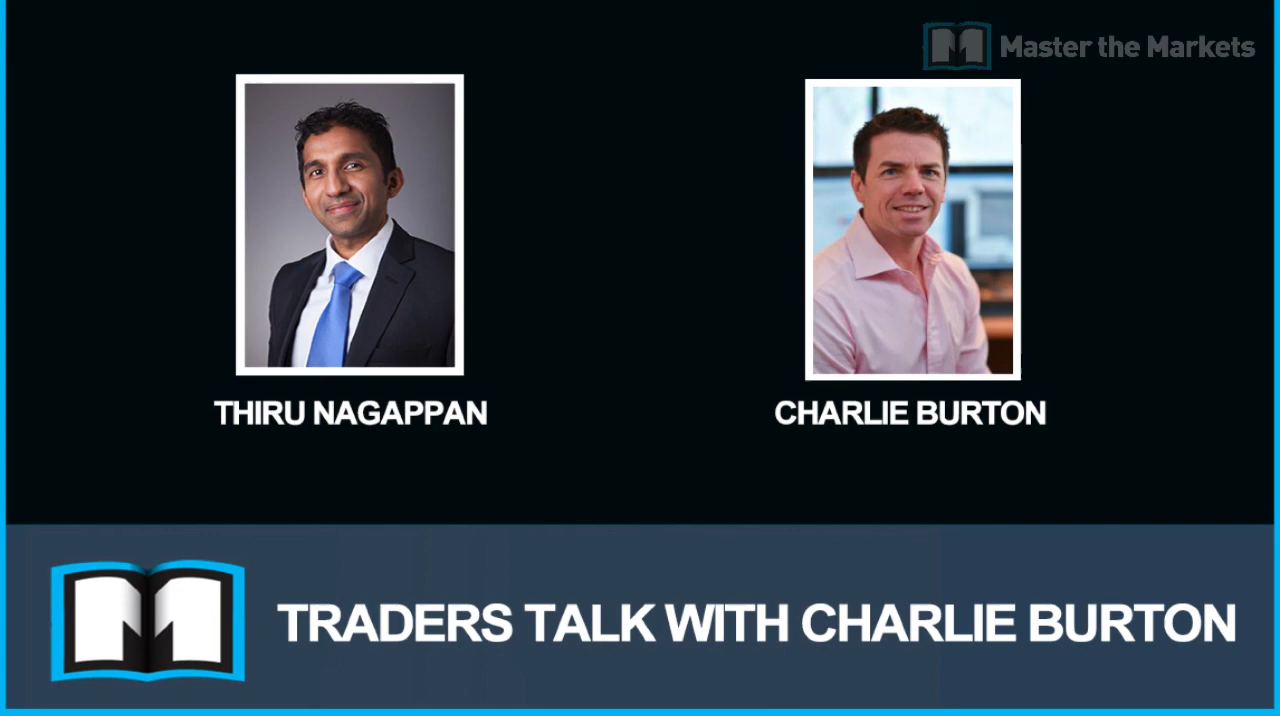 Master the Markets
THIRU NAGAPPAN
CHARLIE BURTON
TRADERS TALK WITH CHARLIE BURTON